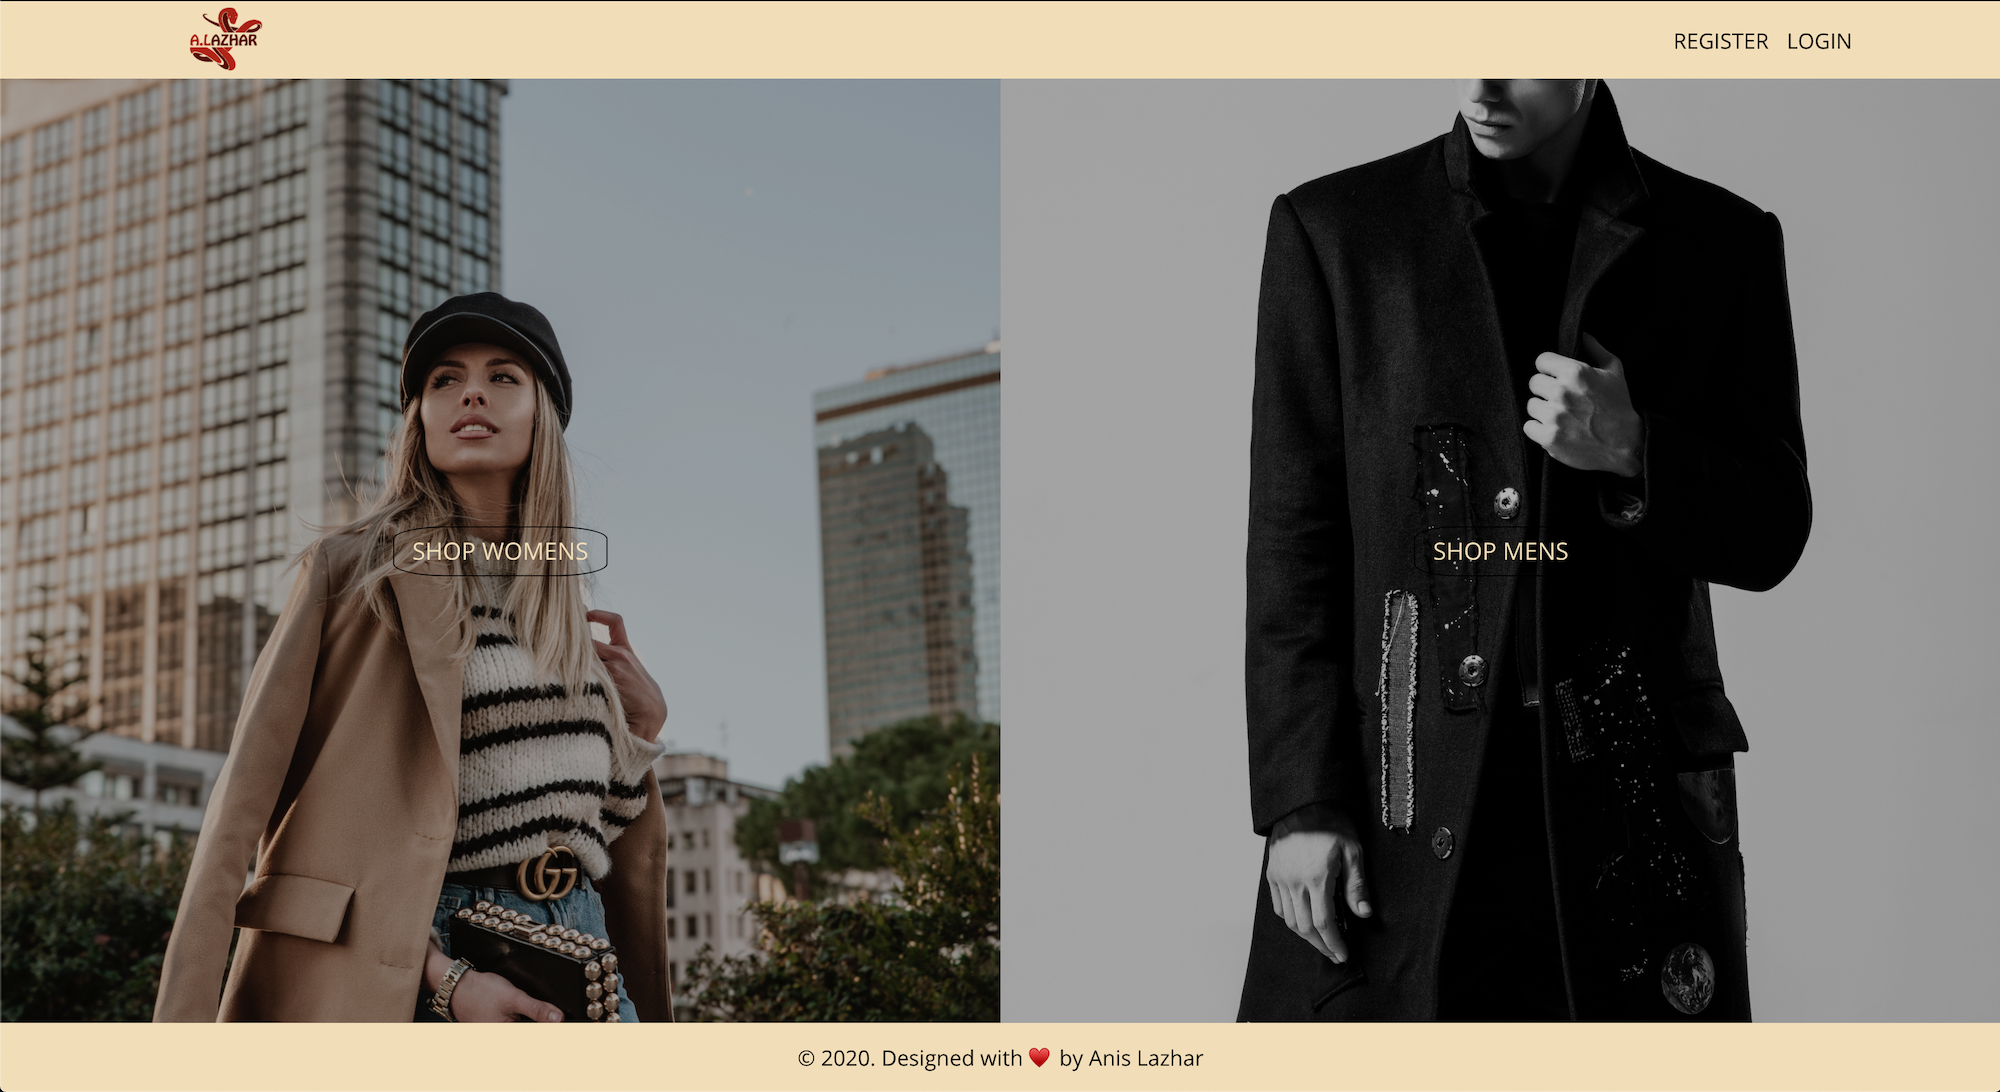 A.LAZHAR
REGISTER LOGIN
SHOP WOMENS
SHOP MENS
© 2020. Designed with ❤️ by Anis Lazhar